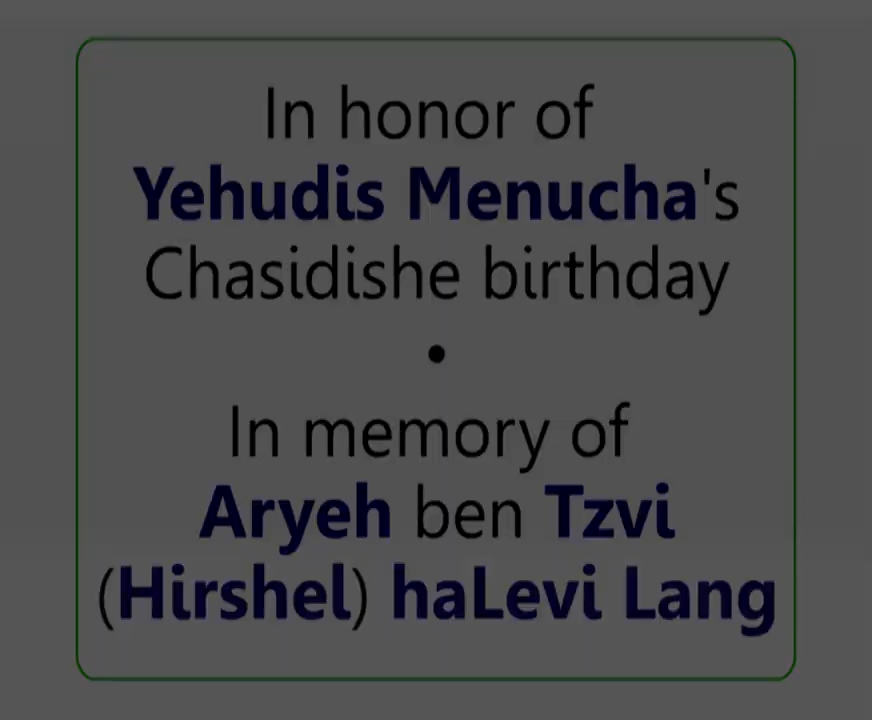 In honor of
Yehudis Menucha's
Chasidishe birthday
•
In memory of
Aryeh ben Tzvi
(Hirshel) haLevi Lang